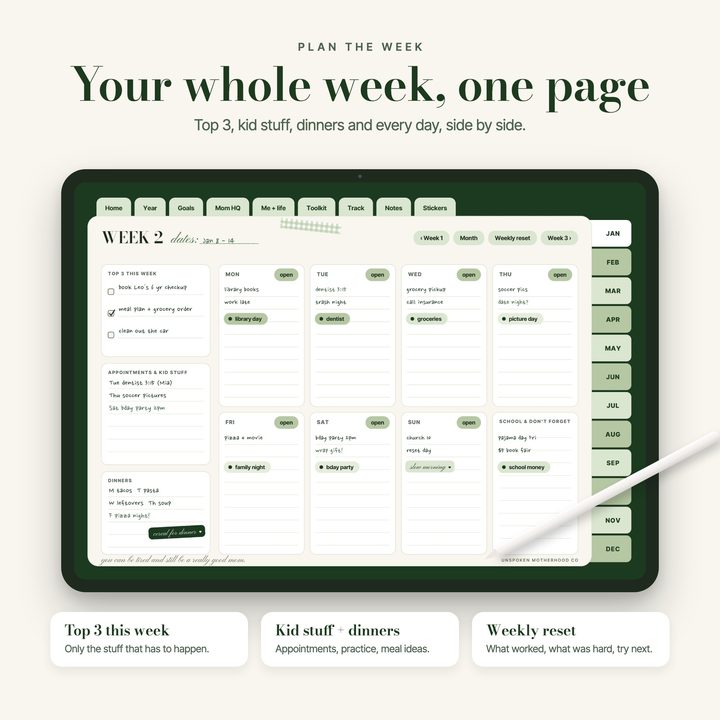 PLAN THE WEEK
Your whole week, one page
Top 3, kid stuff, dinners and every day, side by side.
Home Year Goals Mom HQ Me + life Toolkit Track Notes Stickers
WEEK 2 dates: Jan 8 - 14
‹ Week 1 Month Weekly reset Week 3 ›
TOP 3 THIS WEEK
book Leo's 6 yr checkup
meal plan + grocery order
clean out the car
APPOINTMENTS & KID STUFF
Tue dentist 3:15 (Mia)
Thu soccer pictures
Sat bday party 2pm
DINNERS
M tacos T pasta
W leftovers Th soup
F pizza night!
cereal for dinner
MON open
library books
work late
library day
TUE open
dentist 3:15
trash night
dentist
WED open
grocery pickup
call insurance
groceries
THU open
soccer pics
date night?
picture day
FRI open
pizza + movie
family night
SAT open
bday party 2pm
wrap gift!
bday party
SUN open
church 10
reset day
slow morning
SCHOOL & DON'T FORGET
pajama day Fri
$5 book fair
school money
you can be tired and still be a really good mom.
UNSPOKEN MOTHERHOOD CO
JAN
FEB
MAR
APR
MAY
JUN
JUL
AUG
SEP
NOV
DEC
Top 3 this week
Only the stuff that has to happen.
Kid stuff + dinners
Appointments, practice, meal ideas.
Weekly reset
What worked, what was hard, try next.